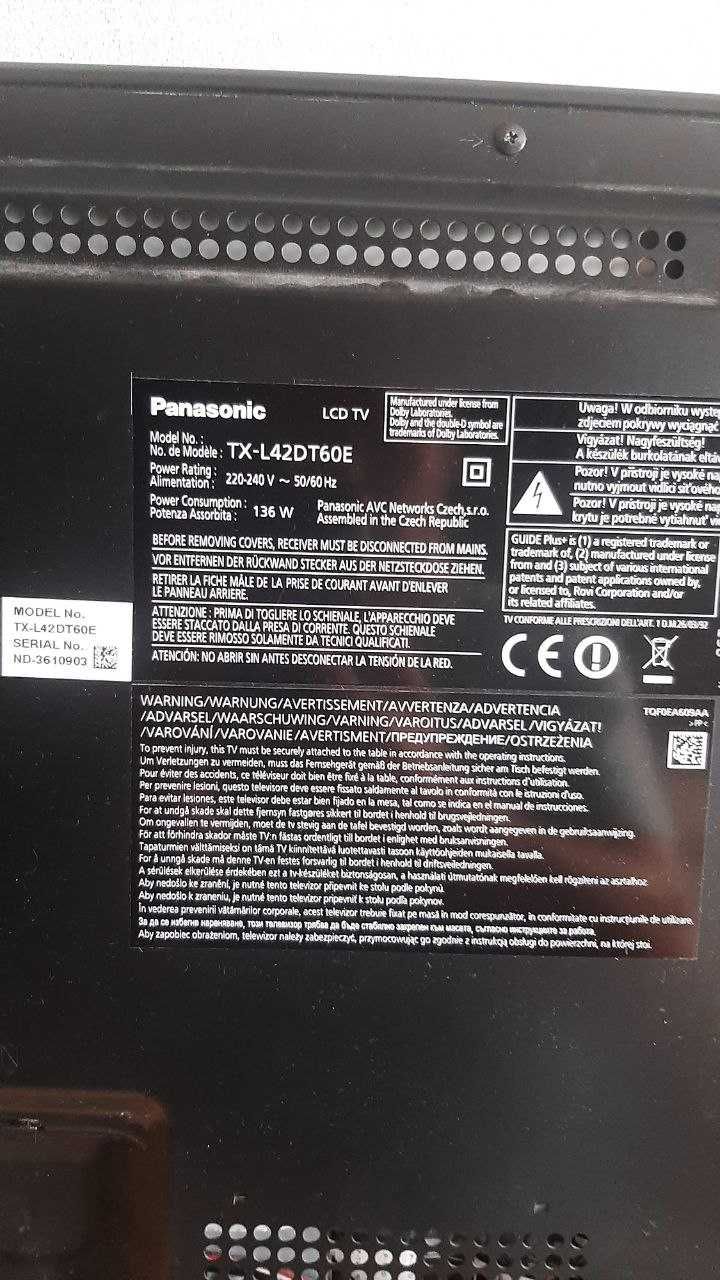 Panasonic
LCD TV
Manufactured under license from
Dolby Laboratories.
Dolby and the double-D symbol are
trademarks of Dolby Laboratories.
Model No. :
No. de Modèle : TX-L42DT60E
Power Rating :
Alimentation : 220-240 V ~ 50/60 Hz
Power Consumption :
Potenza Assorbita : 136 W
Panasonic AVC Networks Czech,s.r.o.
Assembled in the Czech Republic
BEFORE REMOVING COVERS, RECEIVER MUST BE DISCONNECTED FROM MAINS.
VOR ENTFERNEN DER RÜCKWAND STECKER AUS DER NETZSTECKDOSE ZIEHEN.
RETIRER LA FICHE MÂLE DE LA PRISE DE COURANT AVANT D'ENLEVER
LE PANNEAU ARRIERE.
ATTENZIONE : PRIMA DI TOGLIERE LO SCHIENALE, L'APPARECCHIO DEVE
ESSERE STACCATO DALLA PRESA DI CORRENTE. QUESTO SCHIENALE
DEVE ESSERE RIMOSSO SOLAMENTE DA TECNICI QUALIFICATI.
ATENCIÓN: NO ABRIR SIN ANTES DESCONECTAR LA TENSIÓN DE LA RED.
Uwaga! W odbiorniku wystę
zdjęciem pokrywy wyciągnąć
Vigyázat! Nagyfeszültség!
A készülék burkolatának eltá
Pozor! V přístroji je vysoké na
nutno vyjmout vidlici síťového
Pozor! V prístroji je vysoké na
krytu je potrebné vytiahnuť v
GUIDE Plus+ is (1) a registered trademark or
trademark of, (2) manufactured under license
from and (3) subject of various international
patents and patent applications owned by,
or licensed to, Rovi Corporation and/or
its related affiliates.
TV CONFORME ALLE PRESCRIZIONI DELL'ART. 1 D.M.26/03/92
CE
MODEL No.
TX-L42DT60E
SERIAL No.
ND-3610903
WARNING/WARNUNG/AVERTISSEMENT/AVVERTENZA/ADVERTENCIA
/ADVARSEL/WAARSCHUWING/VARNING/VAROITUS/ADVARSEL/VIGYÁZAT!
/VAROVÁNÍ/VAROVANIE/AVERTISMENT/ПРЕДУПРЕЖДЕНИЕ/OSTRZEŻENIA
TQF0EA609AA
>PP<
To prevent injury, this TV must be securely attached to the table in accordance with the operating instructions.
Um Verletzungen zu vermeiden, muss das Fernsehgerät gemäß der Betriebsanleitung sicher am Tisch befestigt werden.
Pour éviter des accidents, ce téléviseur doit bien être fixé à la table, conformément aux instructions d'utilisation.
Per prevenire lesioni, questo televisore deve essere fissato saldamente al tavolo in conformità con le istruzioni d'uso.
Para evitar lesiones, este televisor debe estar bien fijado en la mesa, tal como se indica en el manual de instrucciones.
For at undgå skade skal dette fjernsyn fastgøres sikkert til bordet i henhold til brugsvejledningen.
Om ongevallen te vermijden, moet de tv stevig aan de tafel bevestigd worden, zoals wordt aangegeven in de gebruiksaanwijzing.
För att förhindra skador måste TV:n fästas ordentligt till bordet i enlighet med bruksanvisningen.
Tapaturmien välttämiseksi on tämä TV kiinnitettävä luotettavasti tasoon käyttöohjeiden mukaisella tavalla.
For å unngå skade må denne TV-en festes forsvarlig til bordet i henhold til driftsveiledningen.
A sérülések elkerülése érdekében ezt a tv-készüléket biztonságosan, a használati útmutatónak megfelelően kell rögzíteni az asztalhoz.
Aby nedošlo ke zranění, je nutné tento televizor připevnit ke stolu podle pokynů.
Aby nedošlo k zraneniu, je nutné tento televízor pripevniť k stolu podľa pokynov.
În vederea prevenirii vătămărilor corporale, acest televizor trebuie fixat pe masă în mod corespunzător, în conformitate cu instrucţiunile de utilizare.
За да се избегне нараняване, този телевизор трябва да бъде стабилно закрепен към масата, съгласно инструкциите за работа.
Aby zapobiec obrażeniom, telewizor należy zabezpieczyć, przymocowując go zgodnie z instrukcją obsługi do powierzchni, na której stoi.